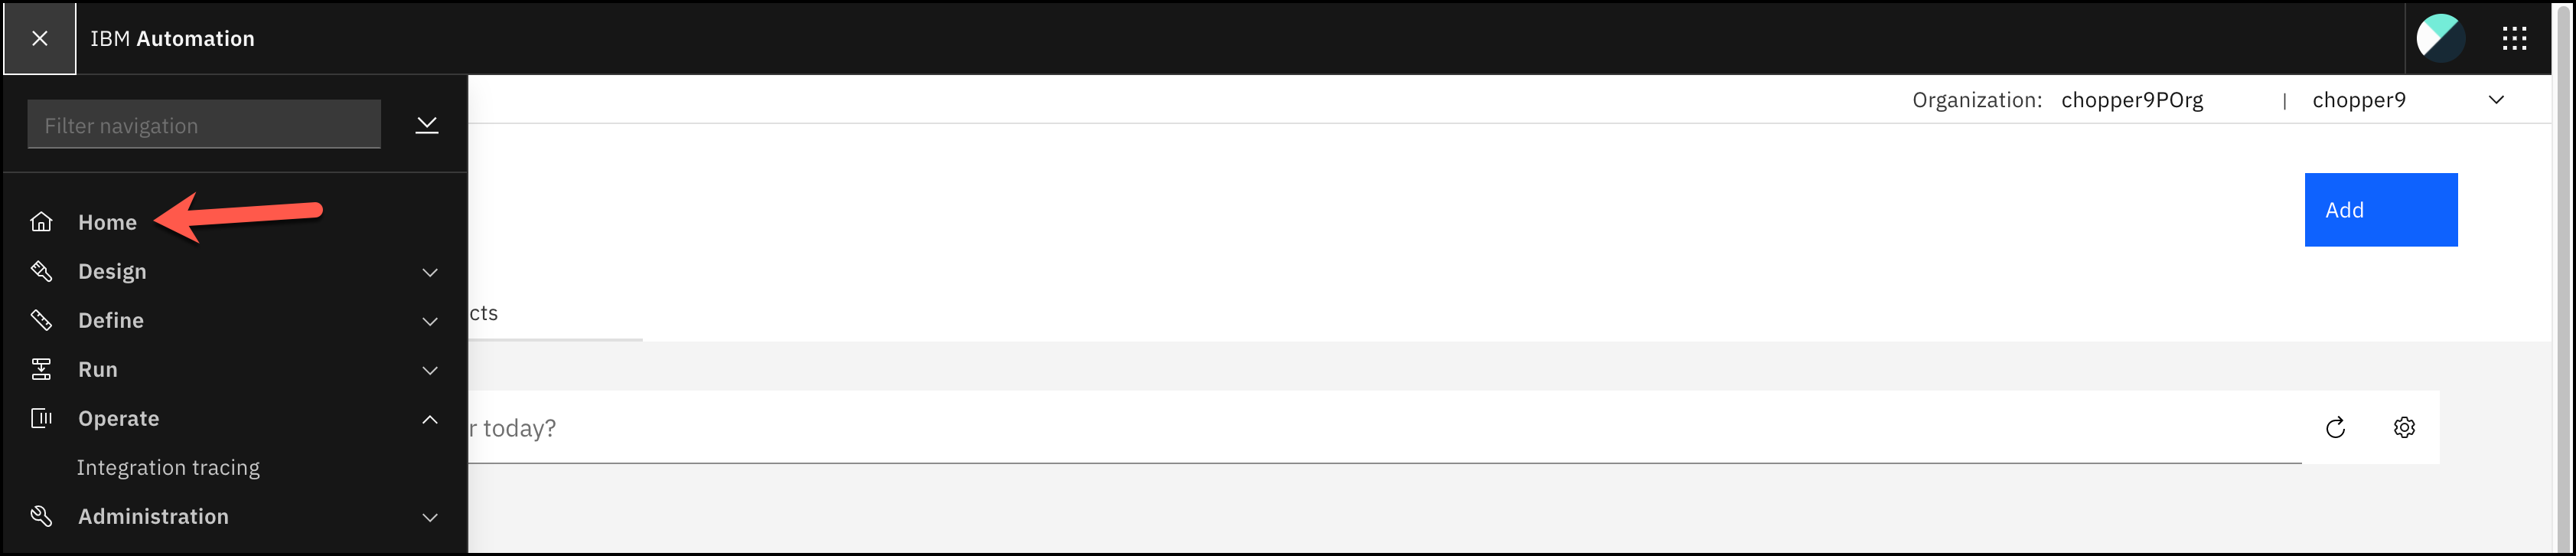 IBM Automation
Organization: chopper9POrg | chopper9
Filter navigation
Add
Home
Design
Define
cts
Run
Operate
r today?
Integration tracing
Administration